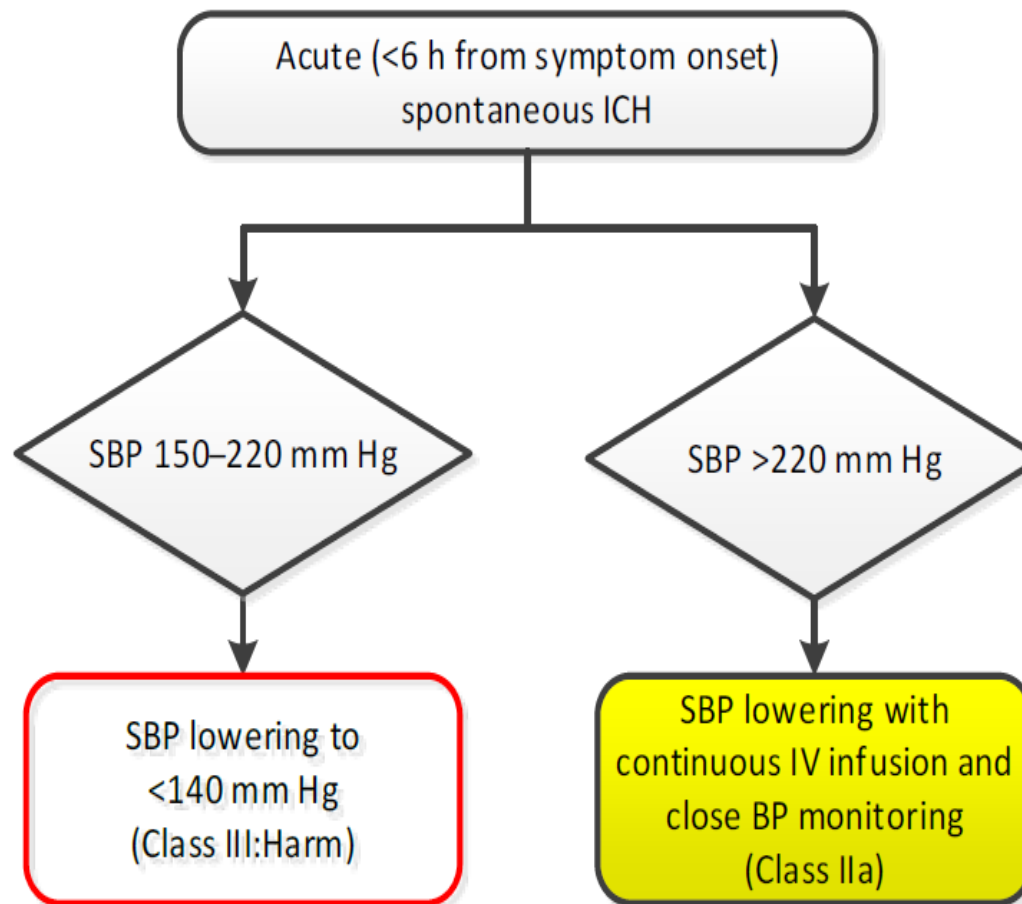 Acute (<6 h from symptom onset)
spontaneous ICH
SBP 150–220 mm Hg
SBP >220 mm Hg
SBP lowering to
<140 mm Hg
(Class III:Harm)
SBP lowering with
continuous IV infusion and
close BP monitoring
(Class IIa)